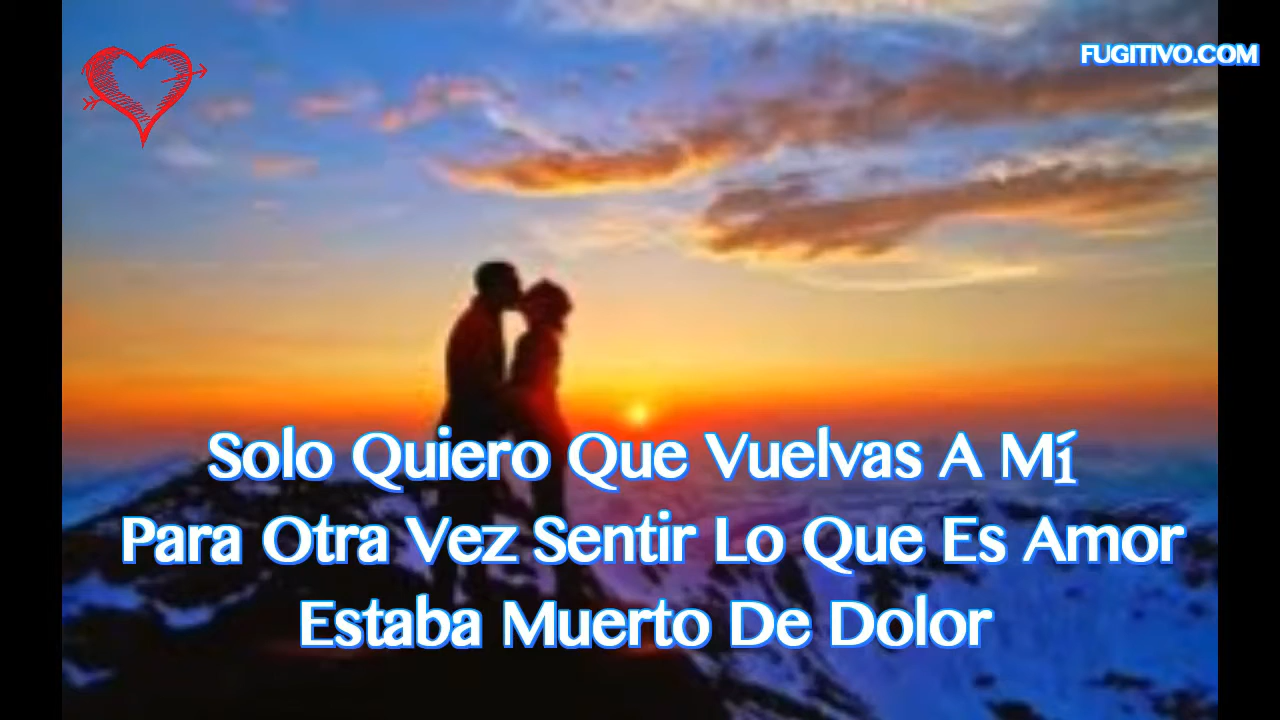 FUGITIVO.COM
Solo Quiero Que Vuelvas A Mí
Para Otra Vez Sentir Lo Que Es Amor
Estaba Muerto De Dolor